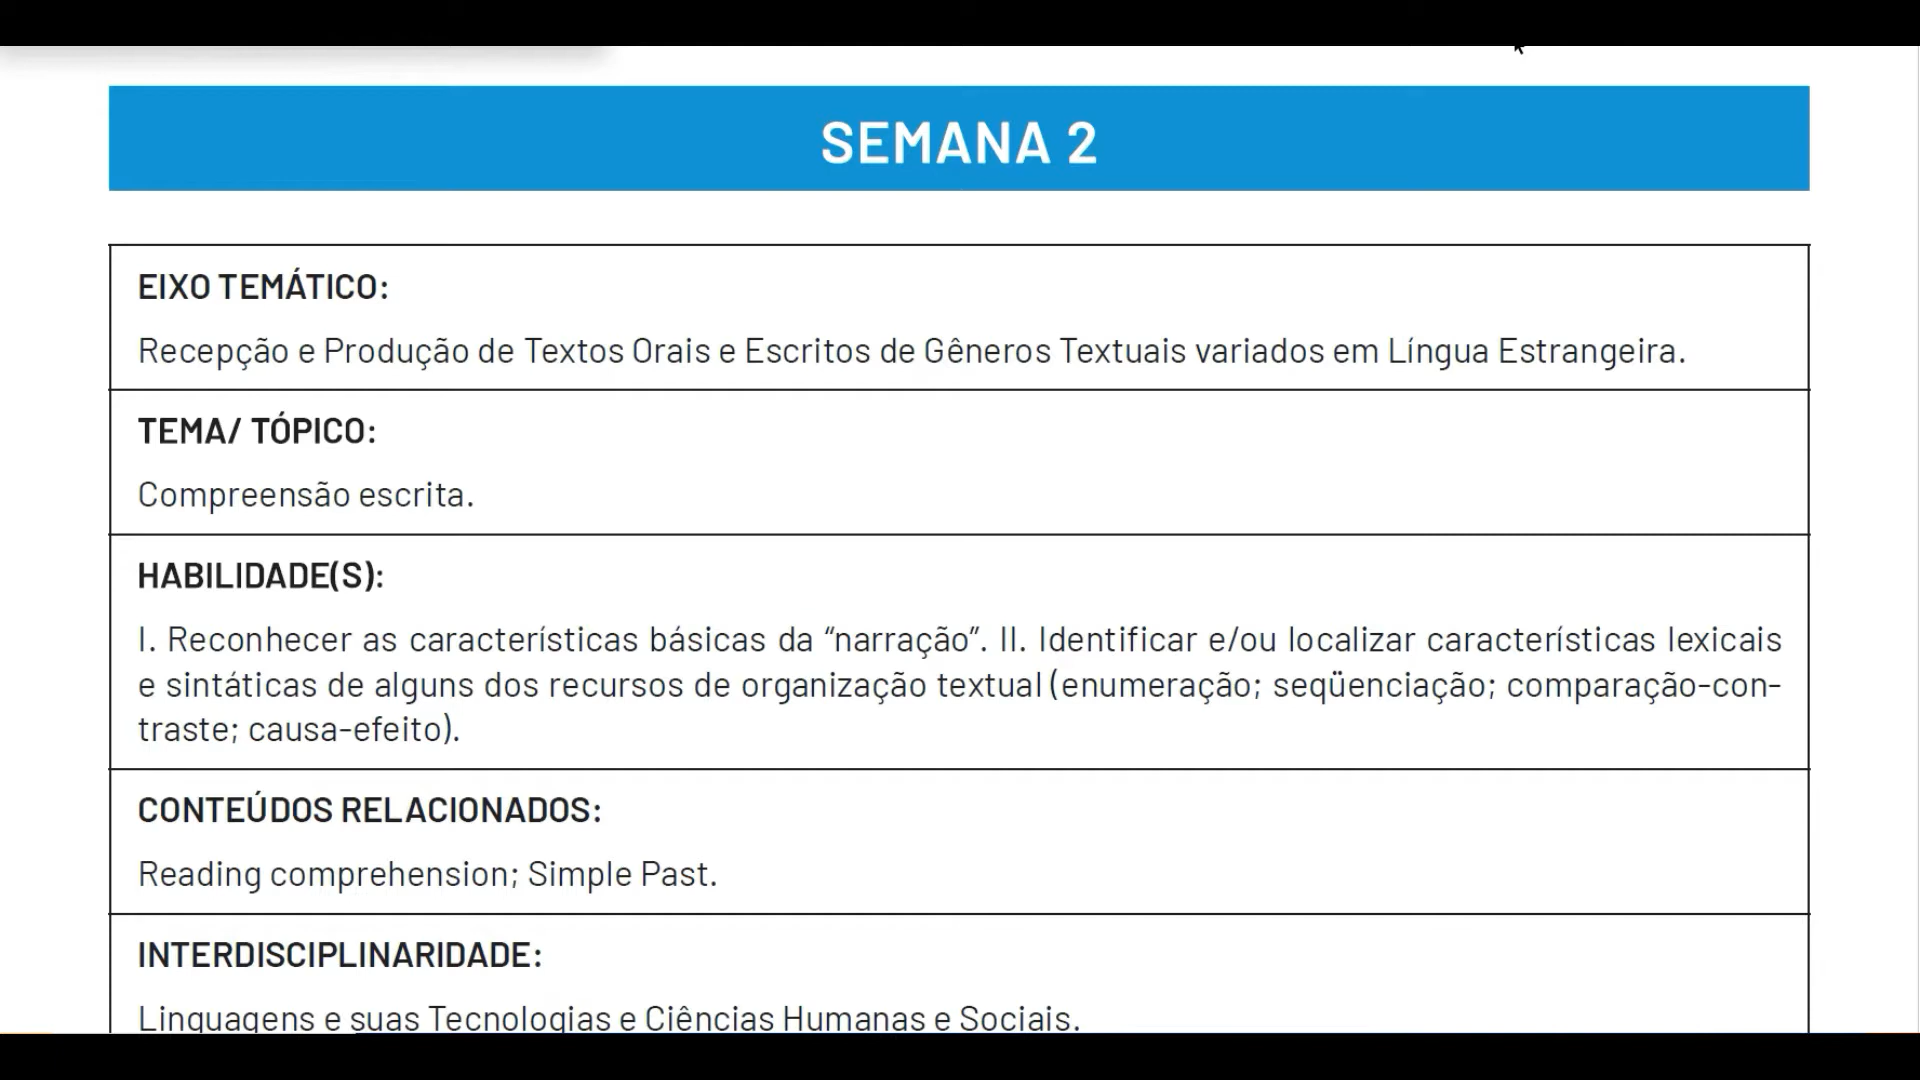 SEMANA 2
EIXO TEMÁTICO:
Recepção e Produção de Textos Orais e Escritos de Gêneros Textuais variados em Língua Estrangeira.
TEMA/ TÓPICO:
Compreensão escrita.
HABILIDADE(S):
I. Reconhecer as características básicas da “narração”. II. Identificar e/ou localizar características lexicais
e sintáticas de alguns dos recursos de organização textual (enumeração; seqüenciação; comparação-con-
traste; causa-efeito).
CONTEÚDOS RELACIONADOS:
Reading comprehension; Simple Past.
INTERDISCIPLINARIDADE:
Linguagens e suas Tecnologias e Ciências Humanas e Sociais.